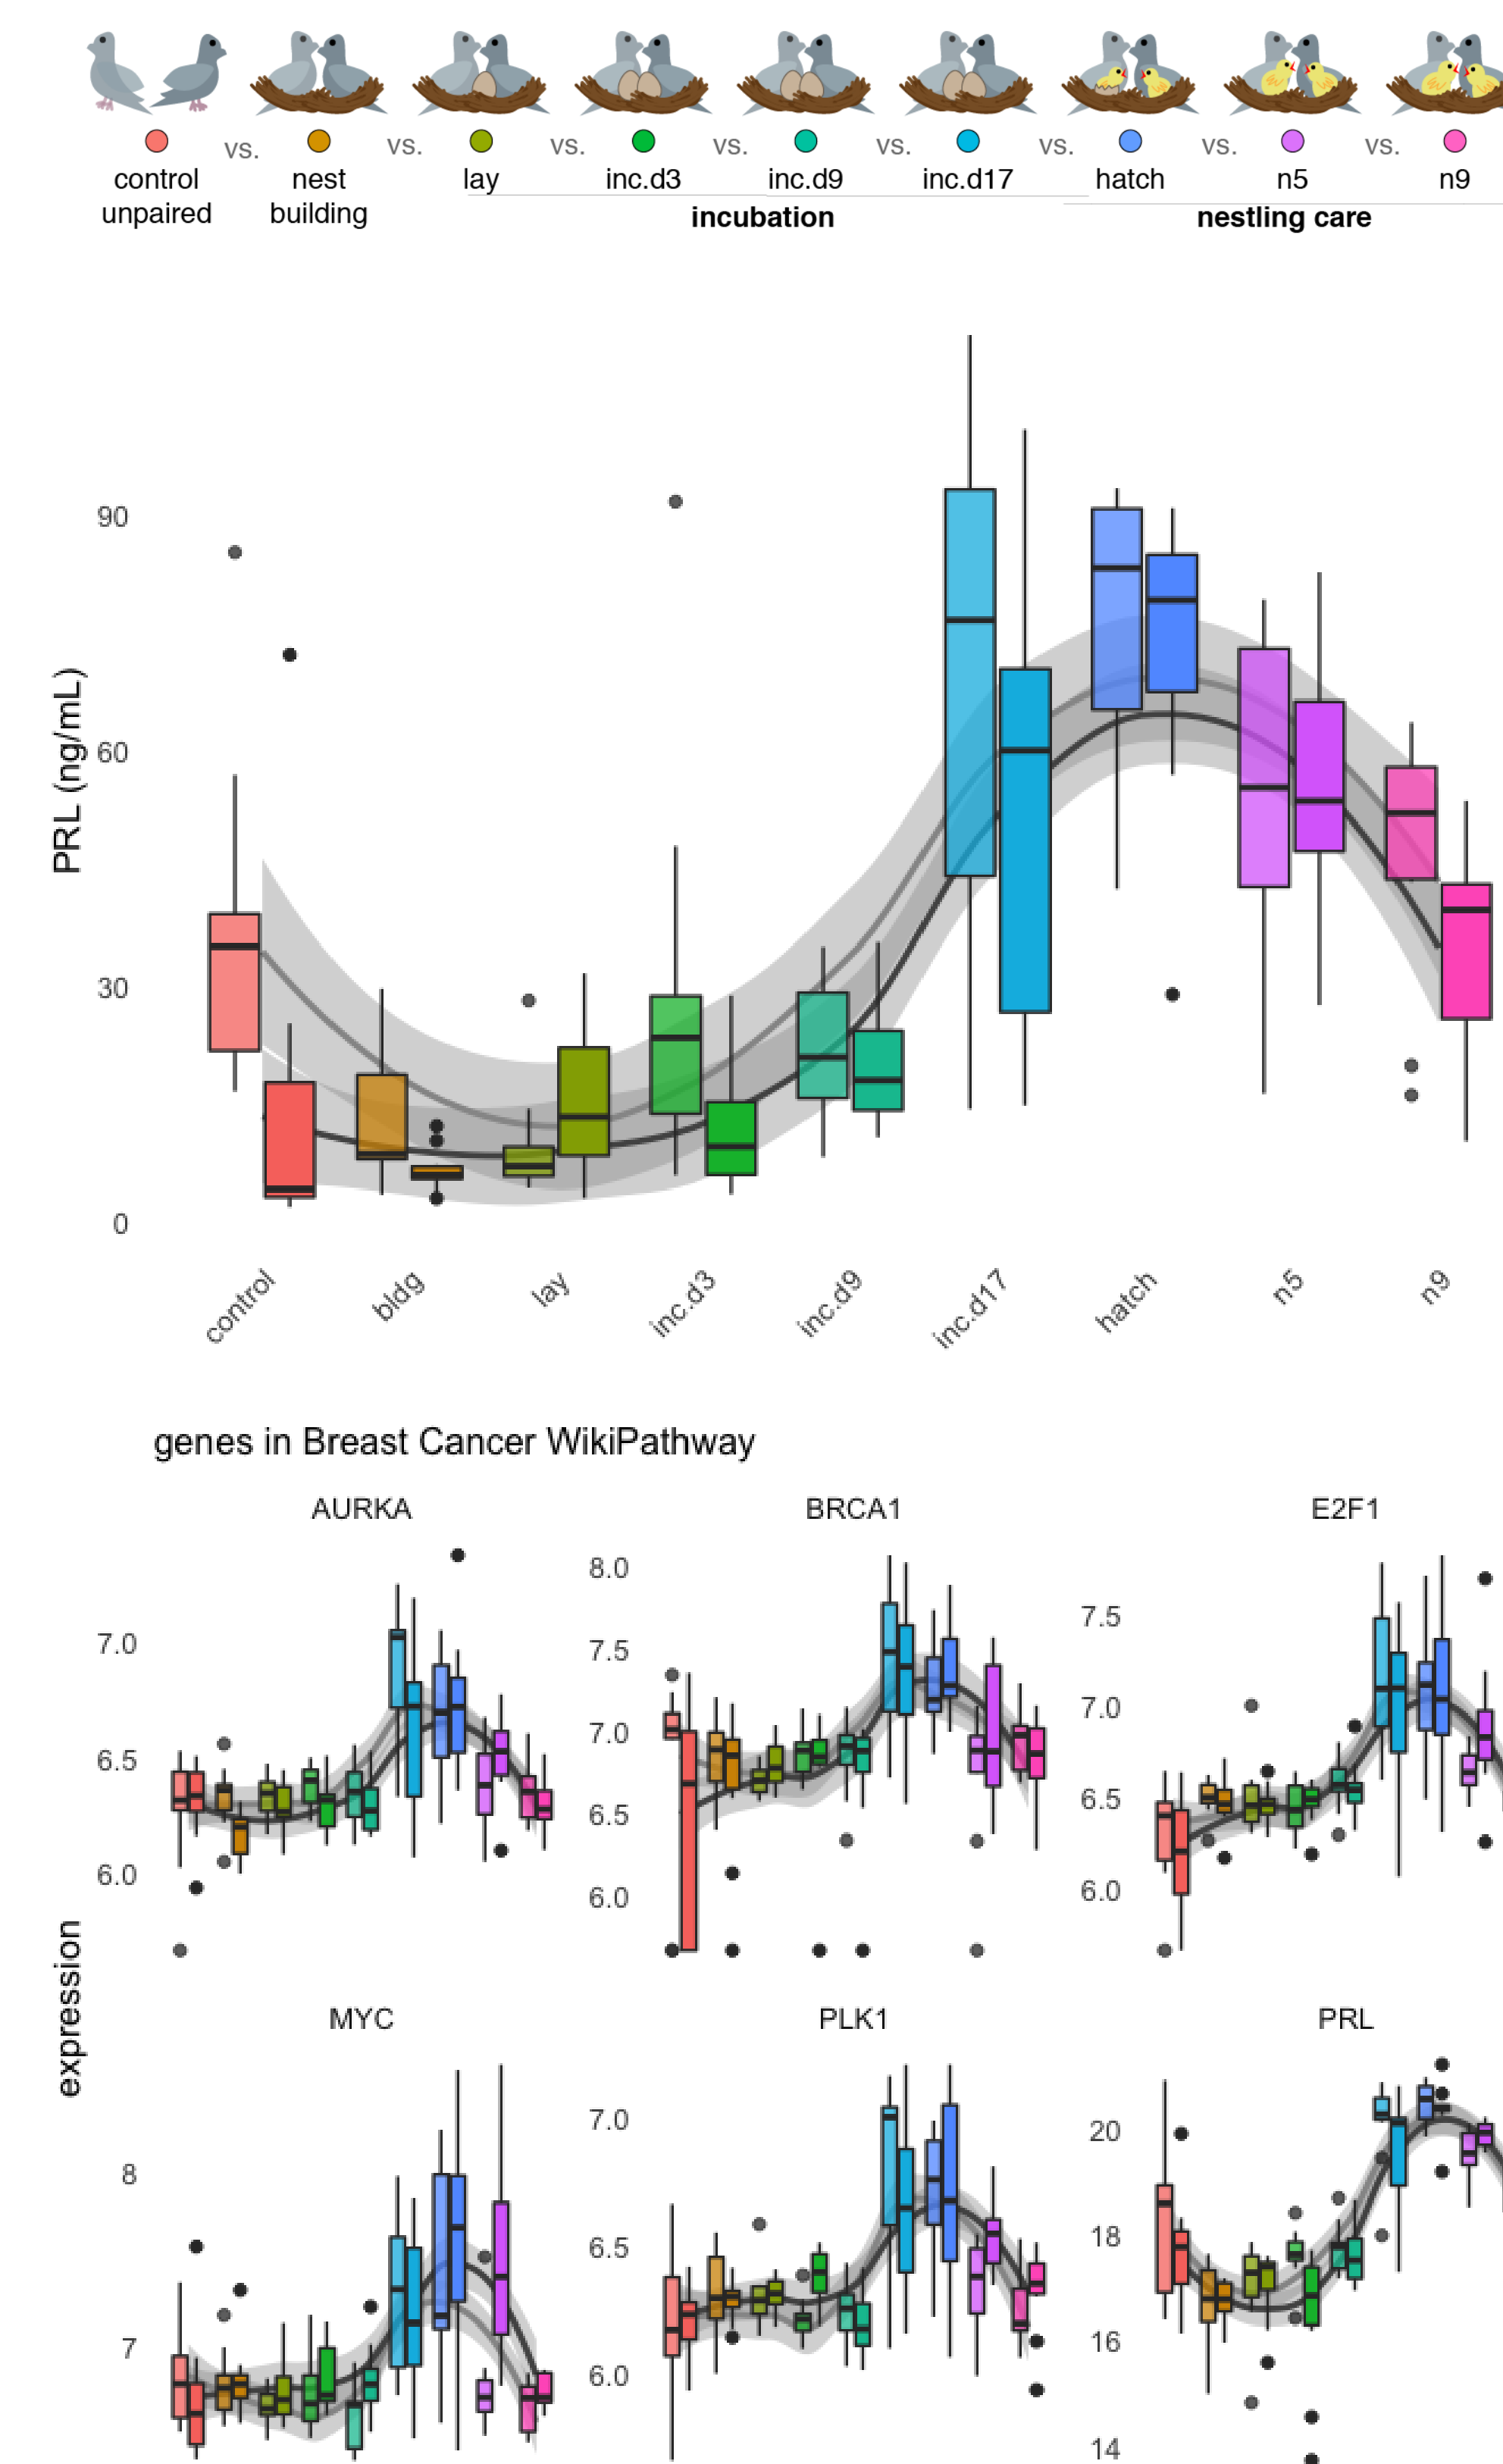 vs. vs. vs. vs. vs. vs. vs. vs.
control nest lay inc.d3 inc.d9 inc.d17 hatch n5 n9
unpaired building incubation nestling care
PRL (ng/mL)
90
60
30
0
control bldg lay inc.d3 inc.d9 inc.d17 hatch n5 n9
genes in Breast Cancer WikiPathway
expression
AURKA BRCA1 E2F1
7.0
6.5
6.0
8.0
7.5
7.0
6.5
6.0
7.5
7.0
6.5
6.0
MYC PLK1 PRL
8
7
7.0
6.5
6.0
20
18
16
14